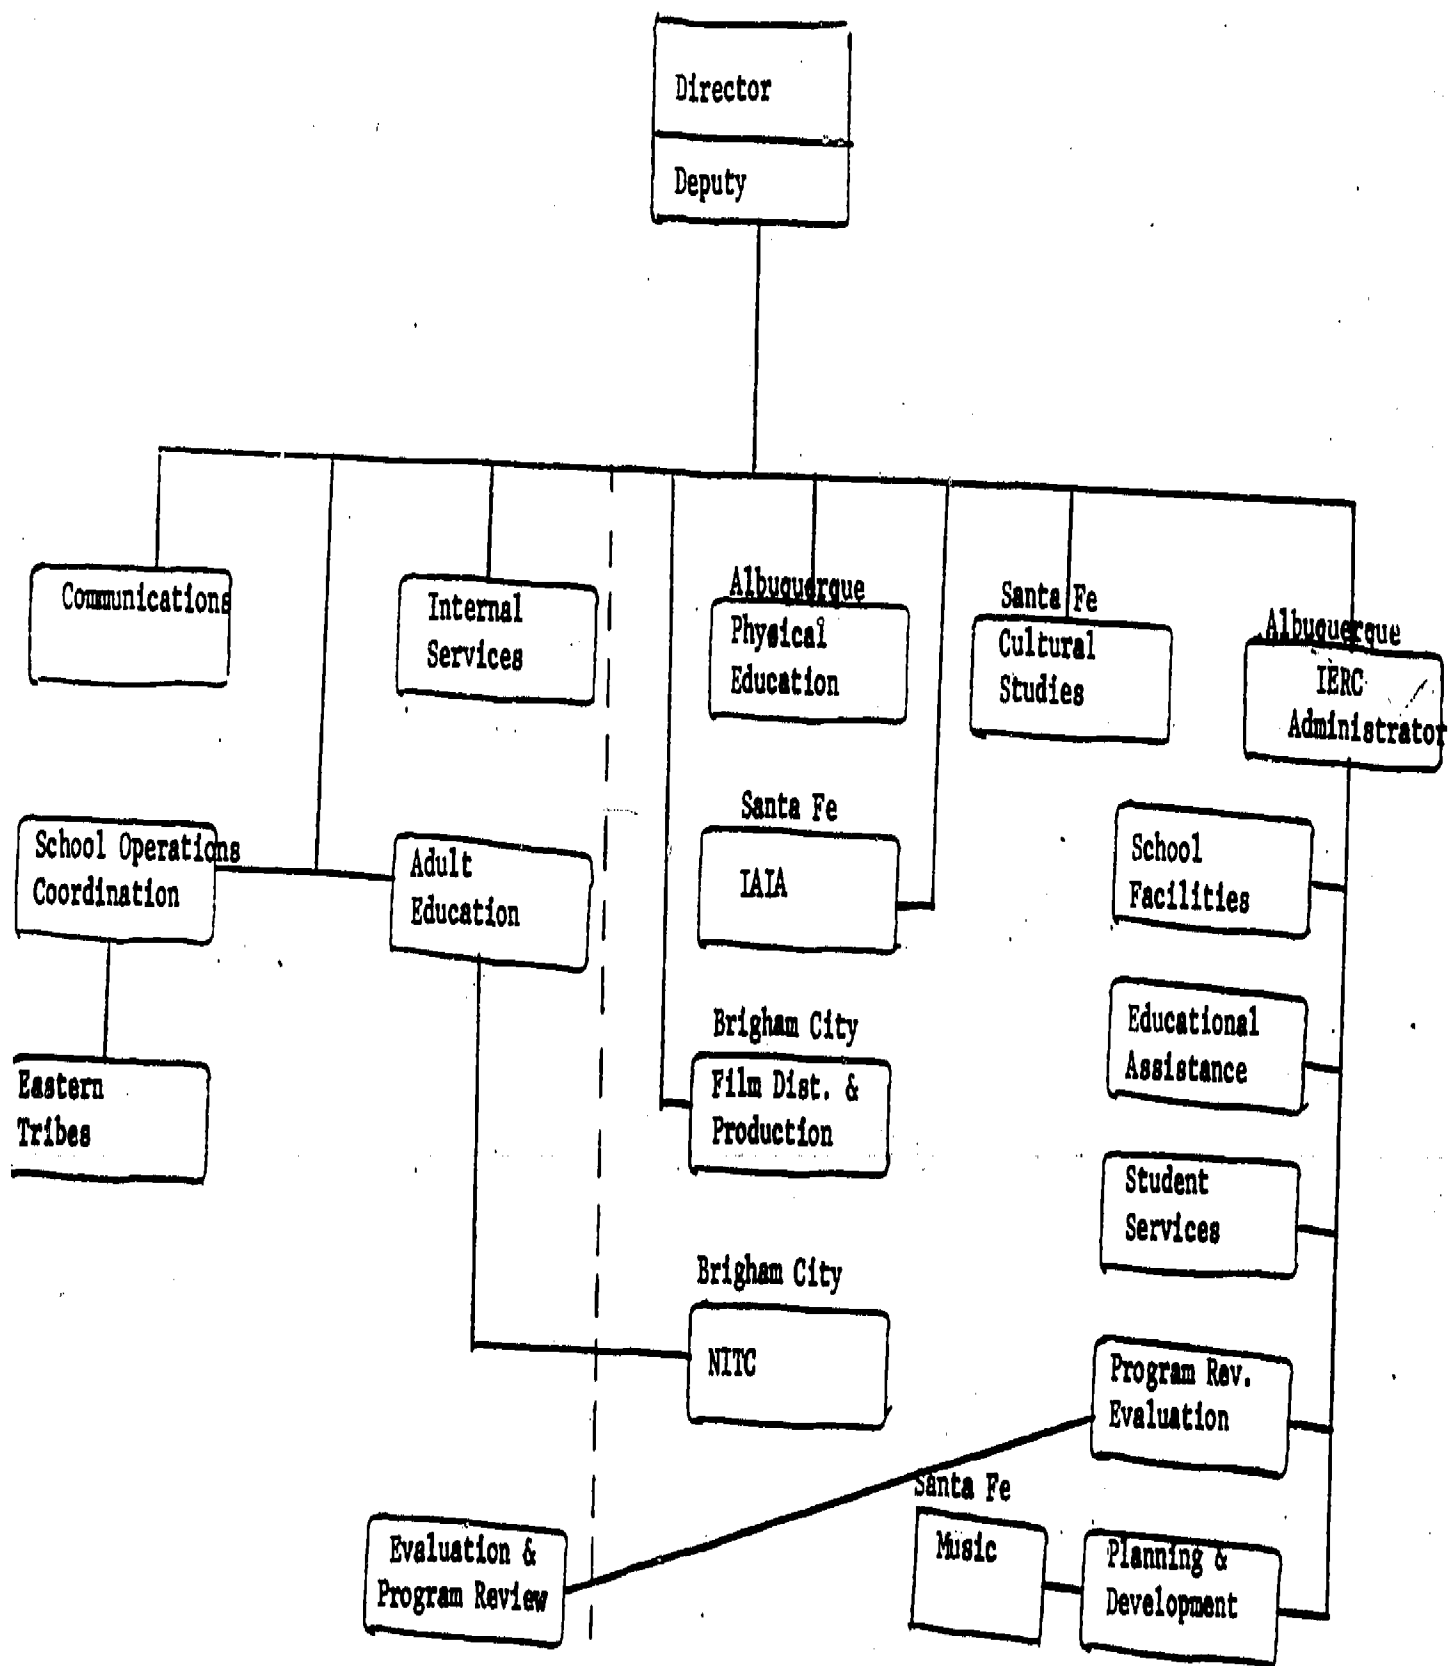 Director
Deputy
Communications
Internal
Services
Albuquerque
Physical
Education
Santa Fe
Cultural
Studies
Albuquerque
IERC
Administrator
School Operations
Coordination
Adult
Education
Santa Fe
IAIA
School
Facilities
Eastern
Tribes
Brigham City
Film Dist. &
Production
Educational
Assistance
Student
Services
Brigham City
NITC
Program Rev.
Evaluation
Evaluation &
Program Review
Santa Fe
Music
Planning &
Development